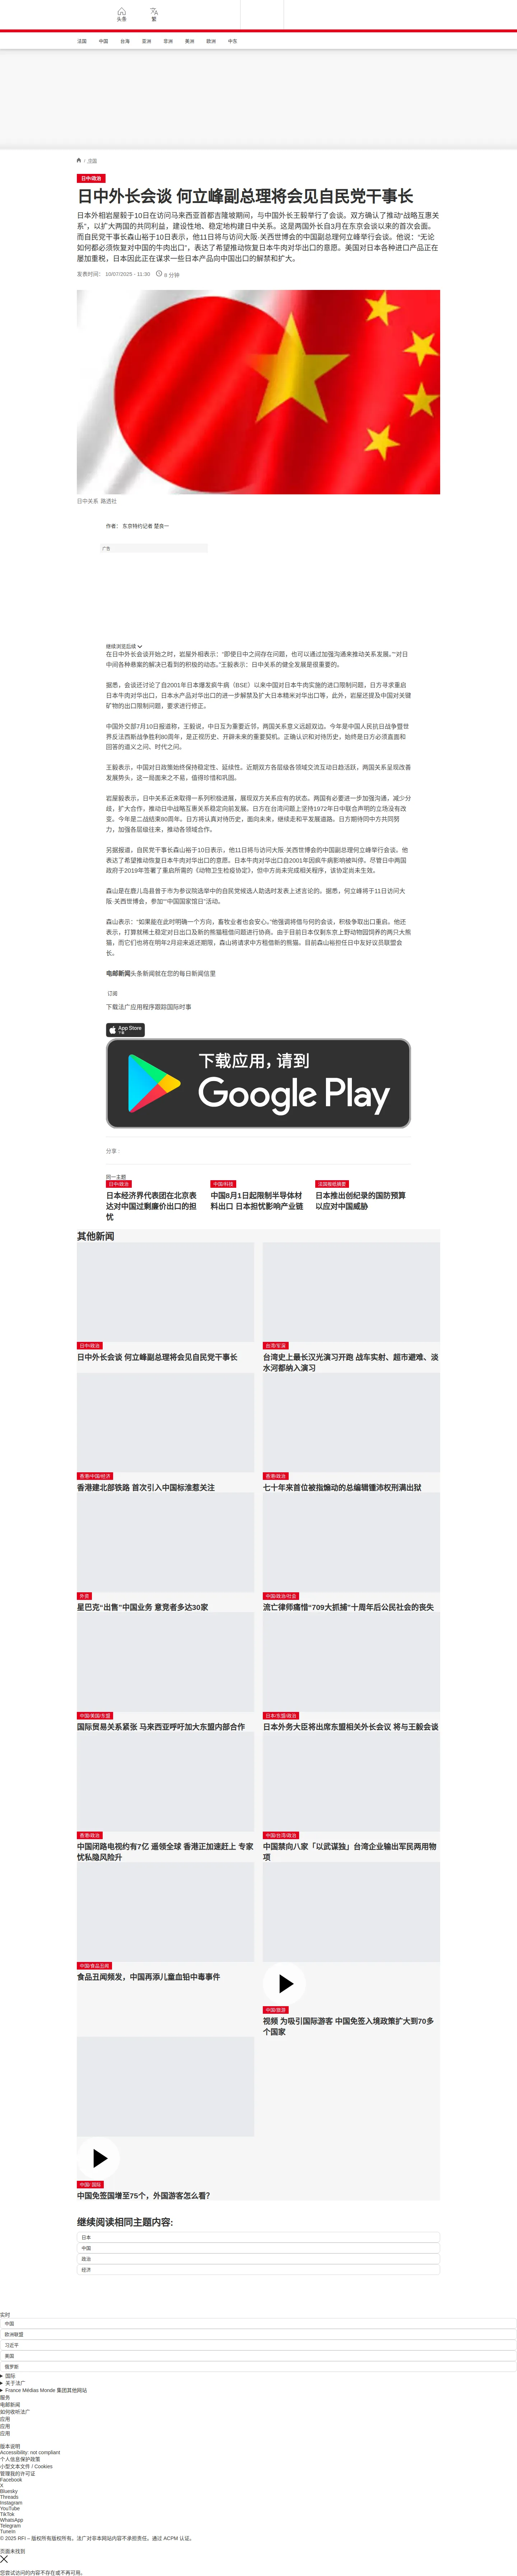 头条
繁
法国
中国
台海
亚洲
非洲
美洲
欧洲
中东
/ 中国
日中/政治
日中外长会谈 何立峰副总理将会见自民党干事长
日本外相岩屋毅于10日在访问马来西亚首都吉隆坡期间，与中国外长王毅举行了会谈。双方确认了推动“战略互惠关系”，以扩大两国的共同利益，建设性地、稳定地构建日中关系。这是两国外长自3月在东京会谈以来的首次会面。而自民党干事长森山裕于10日表示，他11日将与访问大阪·关西世博会的中国副总理何立峰举行会谈。他说：“无论如何都必须恢复对中国的牛肉出口”，表达了希望推动恢复日本牛肉对华出口的意愿。美国对日本各种进口产品正在屡加重税，日本因此正在谋求一些日本产品向中国出口的解禁和扩大。
发表时间： 10/07/2025 - 11:30
8 分钟
日中关系 路透社
作者： 东京特约记者 楚良一
广告
继续浏览后续
在日中外长会谈开始之时，岩屋外相表示：“即使日中之间存在问题，也可以通过加强沟通来推动关系发展。”“对日中间各种悬案的解决已看到的积极的动态。”王毅表示：日中关系的健全发展是很重要的。
据悉，会谈还讨论了自2001年日本爆发疯牛病（BSE）以来中国对日本牛肉实施的进口限制问题，日方寻求重启日本牛肉对华出口，日本水产品对华出口的进一步解禁及扩大日本精米对华出口等，此外，岩屋还提及中国对关键矿物的出口限制问题，要求进行修正。
中国外交部7月10日报道称，王毅说，中日互为重要近邻，两国关系意义远超双边。今年是中国人民抗日战争暨世界反法西斯战争胜利80周年，是正视历史、开辟未来的重要契机。正确认识和对待历史，始终是日方必须直面和回答的道义之问、时代之问。
王毅表示，中国对日政策始终保持稳定性、延续性。近期双方各层级各领域交流互动日趋活跃，两国关系呈现改善发展势头，这一局面来之不易，值得珍惜和巩固。
岩屋毅表示，日中关系近来取得一系列积极进展，展现双方关系应有的状态。两国有必要进一步加强沟通，减少分歧，扩大合作，推动日中战略互惠关系稳定向前发展。日方在台湾问题上坚持1972年日中联合声明的立场没有改变。今年是二战结束80周年。日方将认真对待历史，面向未来，继续走和平发展道路。日方期待同中方共同努力，加强各层级往来，推动各领域合作。
另据报道，自民党干事长森山裕于10日表示，他11日将与访问大阪·关西世博会的中国副总理何立峰举行会谈。他表达了希望推动恢复日本牛肉对华出口的意愿。日本牛肉对华出口自2001年因疯牛病影响被叫停。尽管日中两国政府于2019年签署了重启所需的《动物卫生检疫协定》，但中方尚未完成相关程序，该协定尚未生效。
森山是在鹿儿岛县曾于市为参议院选举中的自民党候选人助选时发表上述言论的。据悉，何立峰将于11日访问大阪·关西世博会，参加“‘中国国家馆日”活动。
森山表示：“如果能在此时明确一个方向，畜牧业者也会安心。”他强调将借与何的会谈，积极争取出口重启。他还表示，打算就稀土稳定对日出口及新的熊猫租借问题进行协商。由于目前日本仅剩东京上野动物园饲养的两只大熊猫，而它们也将在明年2月迎来返还期限，森山将请求中方租借新的熊猫。目前森山裕担任日中友好议员联盟会长。
电邮新闻头条新闻就在您的每日新闻信里
订阅
下载法广应用程序跟踪国际时事
App Store
下载
下载应用，请到
Google Play
分享 :
同一主题
日中/政治
日本经济界代表团在北京表达对中国过剩廉价出口的担忧
中国/科技
中国8月1日起限制半导体材料出口 日本担忧影响产业链
法国报纸摘要
日本推出创纪录的国防预算以应对中国威胁
其他新闻
日中/政治
日中外长会谈 何立峰副总理将会见自民党干事长
台湾/军演
台湾史上最长汉光演习开跑 战车实射、超市避难、淡水河都纳入演习
香港/中国/经济
香港建北部铁路 首次引入中国标准惹关注
香港/政治
七十年来首位被指煽动的总编辑锺沛权刑满出狱
外资
星巴克“出售”中国业务 意竞者多达30家
中国/政治/社会
流亡律师痛惜“709大抓捕”十周年后公民社会的丧失
中国/美国/东盟
国际贸易关系紧张 马来西亚呼吁加大东盟内部合作
日本/东盟/政治
日本外务大臣将出席东盟相关外长会议 将与王毅会谈
香港/政治
中国闭路电视约有7亿 遥领全球 香港正加速赶上 专家忧私隐风险升
中国/台湾/政治
中国禁向八家「以武谋独」台湾企业输出军民两用物项
中国/食品丑闻
食品丑闻频发，中国再添儿童血铅中毒事件
中国/旅游
视频 为吸引国际游客 中国免签入境政策扩大到70多个国家
中国/ 国际
中国免签国增至75个，外国游客怎么看?
继续阅读相同主题内容:
日本
中国
政治
经济
实时
中国
欧洲联盟
习近平
美国
俄罗斯
国际
关于法广
France Médias Monde 集团其他网站
服务
电邮新闻
如何收听法广
应用
应用
应用
版本说明
Accessibility: not compliant
个人信息保护政策
小型文本文件 / Cookies
管理我的许可证
Facebook
X
Bluesky
Threads
Instagram
YouTube
TikTok
WhatsApp
Telegram
TuneIn
© 2025 RFI – 版权所有版权所有。法广对非本网站内容不承担责任。通过 ACPM 认证。
页面未找到
您尝试访问的内容不存在或不再可用。